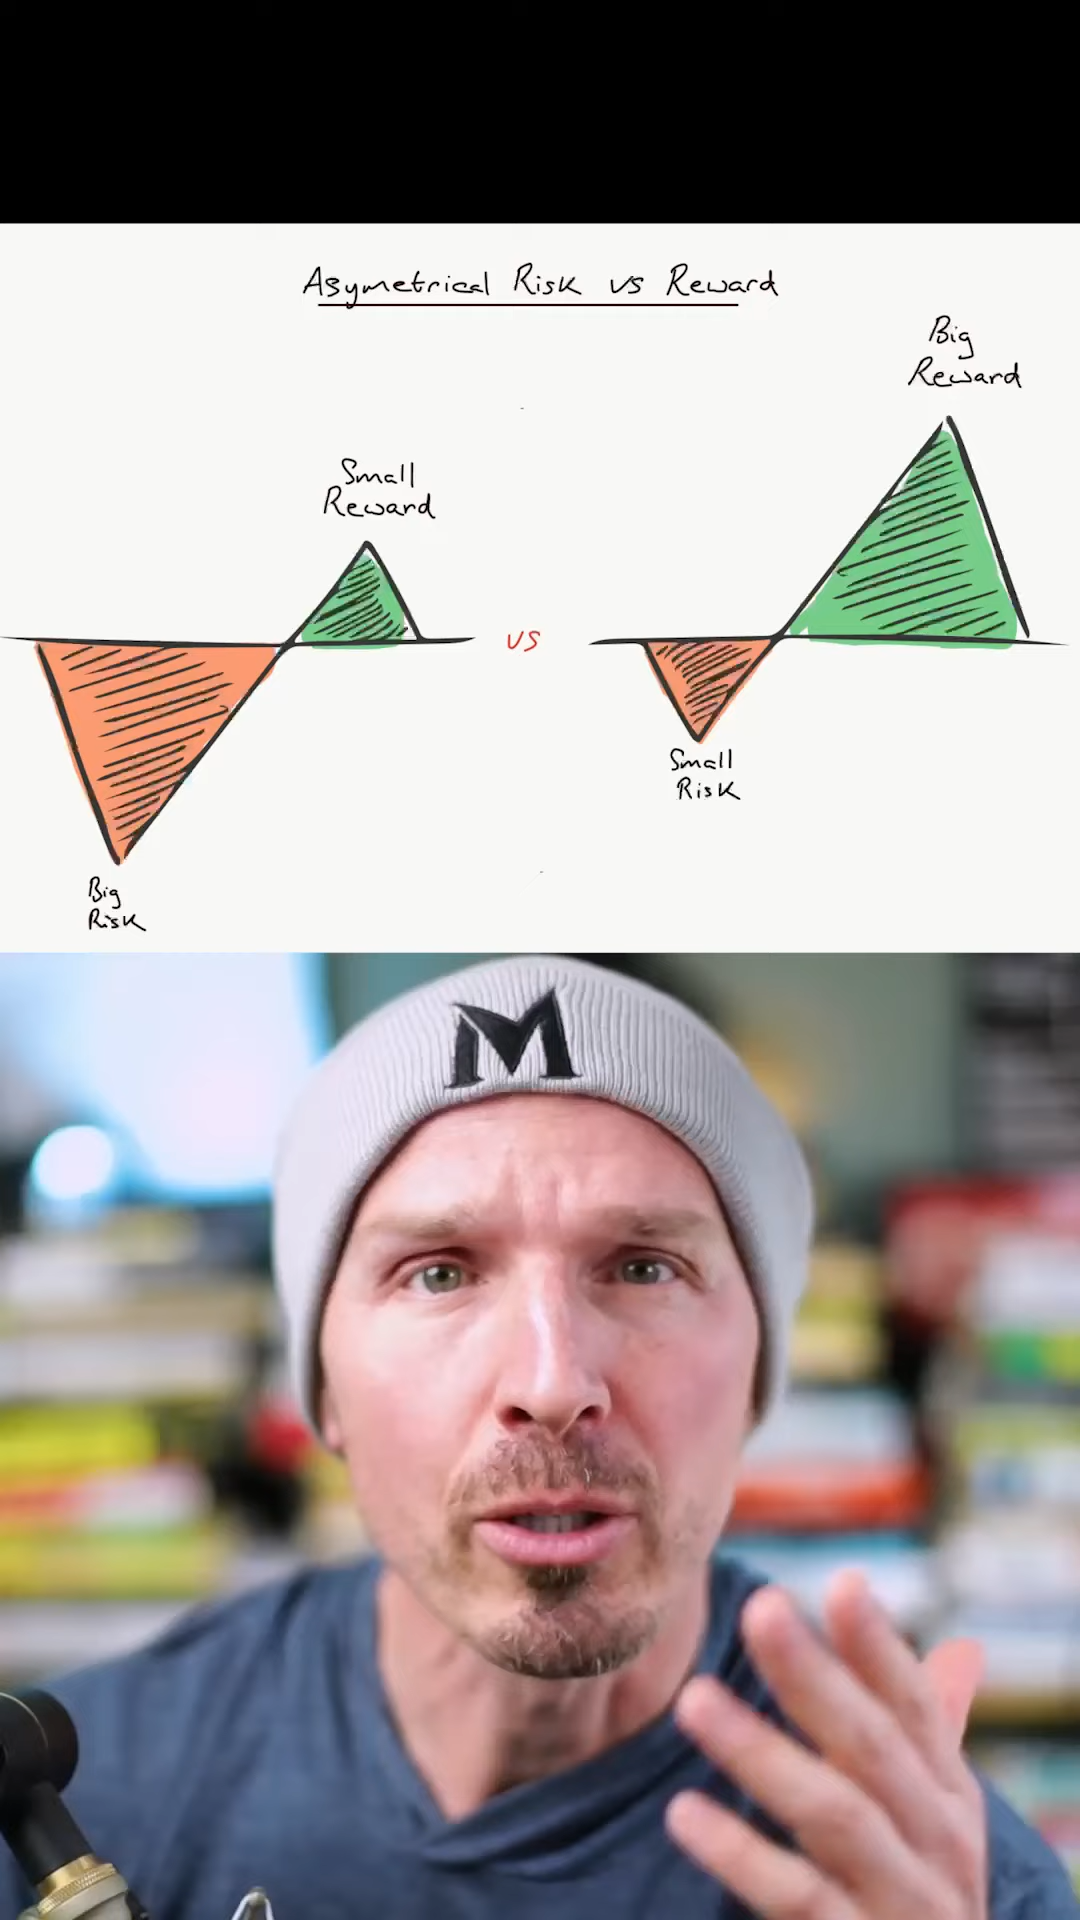 Asymetrical Risk vs Reward
Big
Reward
Small
Reward
vs
Small
Risk
Big
Risk
M